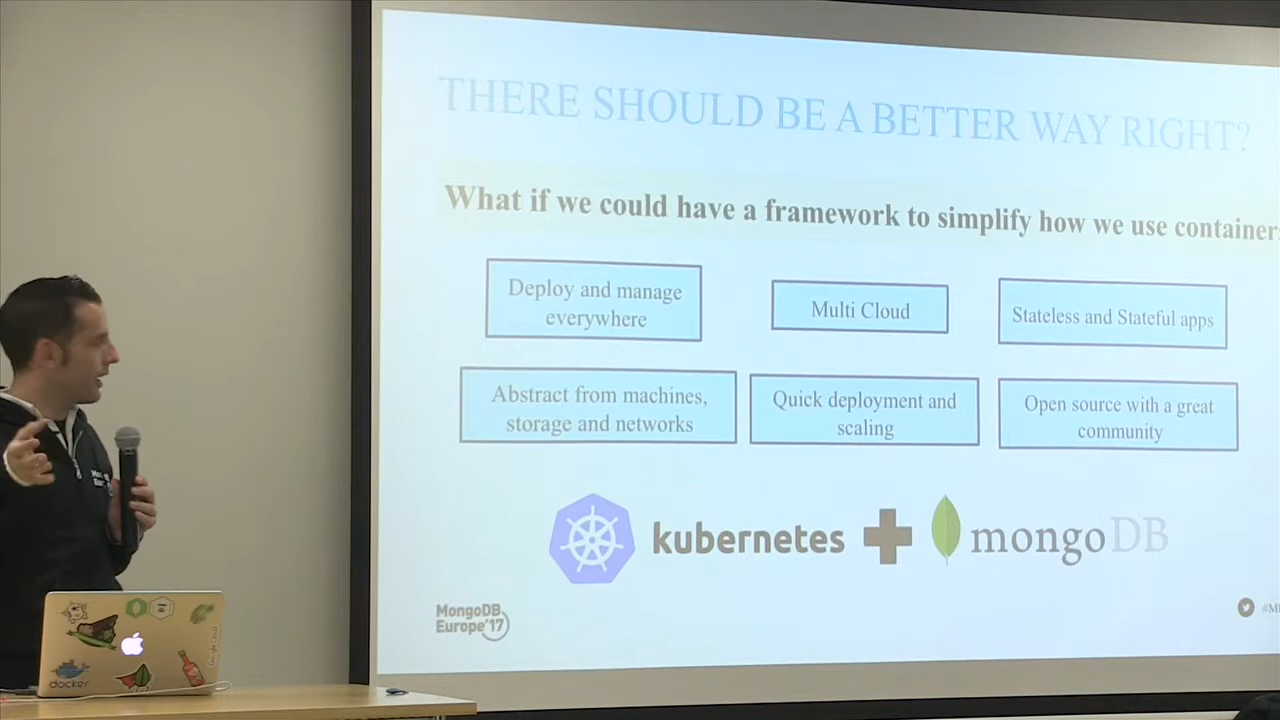 THERE SHOULD BE A BETTER WAY RIGHT?
What if we could have a framework to simplify how we use container
Deploy and manage
everywhere
Multi Cloud
Stateless and Stateful apps
Abstract from machines,
storage and networks
Quick deployment and
scaling
Open source with a great
community
kubernetes
mongoDB
MongoDB
Europe'17
docker
Google Cloud